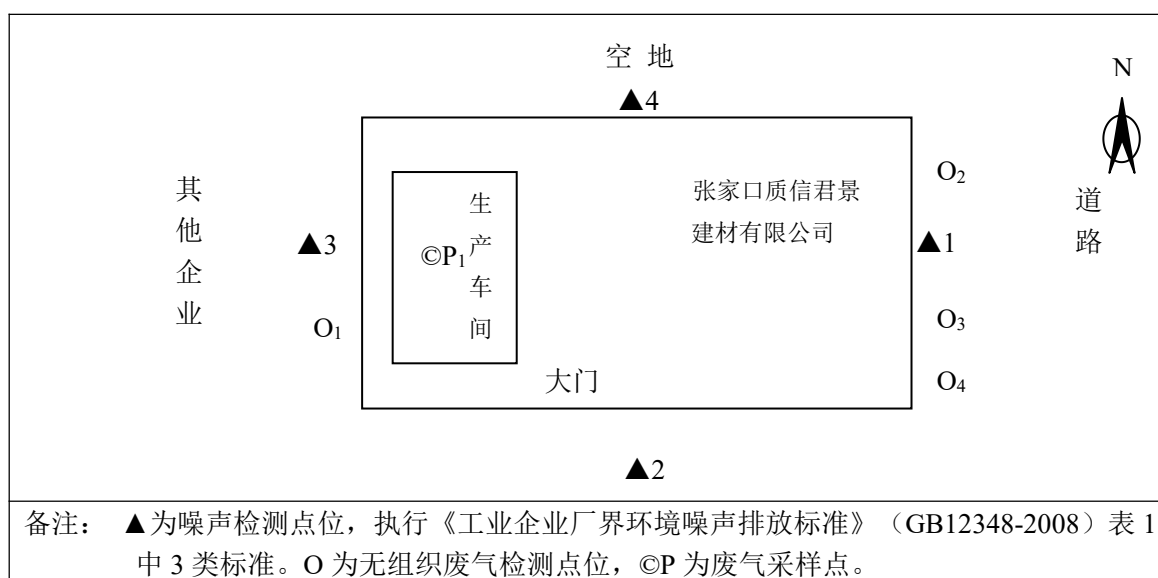 空 地
N
▲4
O₂
其他企业
生产车间
张家口质信君景
建材有限公司
道路
▲3
©P₁
▲1
O₁
O₃
大门
O₄
▲2
备注： ▲为噪声检测点位，执行《工业企业厂界环境噪声排放标准》（GB12348-2008）表 1
中 3 类标准。O 为无组织废气检测点位，©P 为废气采样点。